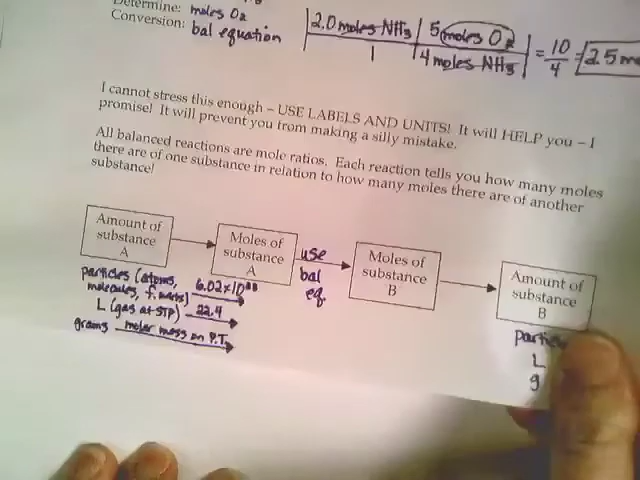 Determine: moles O2
Conversion: bal equation
2.0 moles NH3 | 5 moles O2
1 | 4 moles NH3
= 10/4 = 2.5 mo
I cannot stress this enough – USE LABELS AND UNITS! It will HELP you – I
promise! It will prevent you from making a silly mistake.
All balanced reactions are mole ratios. Each reaction tells you how many moles
there are of one substance in relation to how many moles there are of another
substance!
Amount of
substance
A
Moles of
substance
A
use
bal
eq.
Moles of
substance
B
Amount of
substance
B
particles (atoms,
molecules, f. units) 6.02x10²³
L (gas at STP) 22.4
grams molar mass on P.T.
partic
L
g